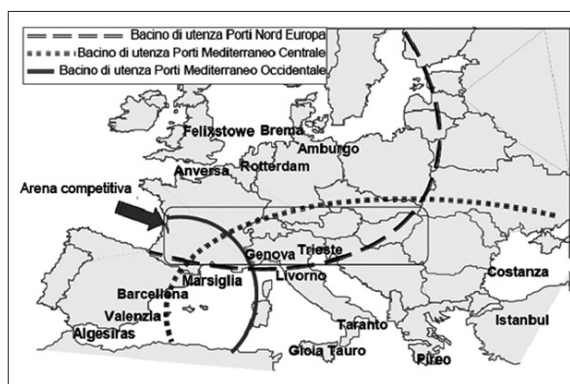 Bacino di utenza Porti Nord Europa
Bacino di utenza Porti Mediterraneo Centrale
Bacino di utenza Porti Mediterraneo Occidentale
Felixstowe
Brema
Amburgo
Anversa
Rotterdam
Arena competitiva
Genova
Trieste
Marsiglia
Livorno
Costanza
Barcellona
Valenzia
Taranto
Istanbul
Algesiras
Gioia Tauro
Pireo